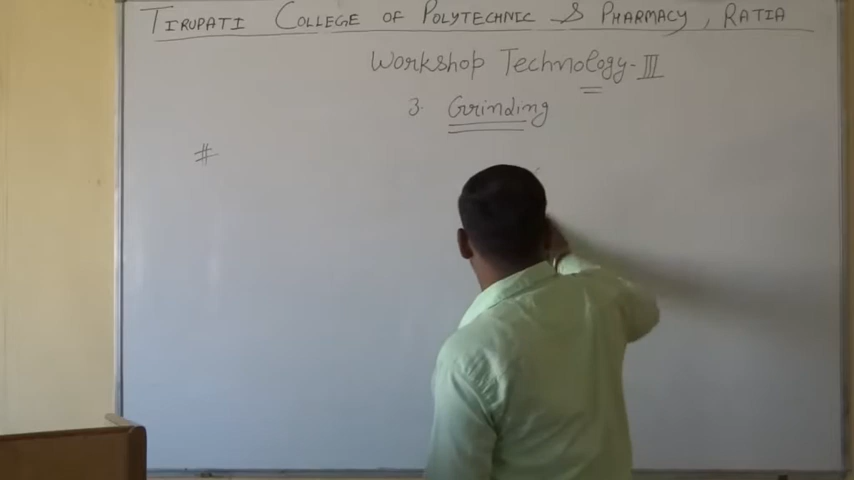 TIRUPATI COLLEGE OF POLYTECHNIC & PHARMACY, RATIA
Workshop Technology-III
3. Grinding
#